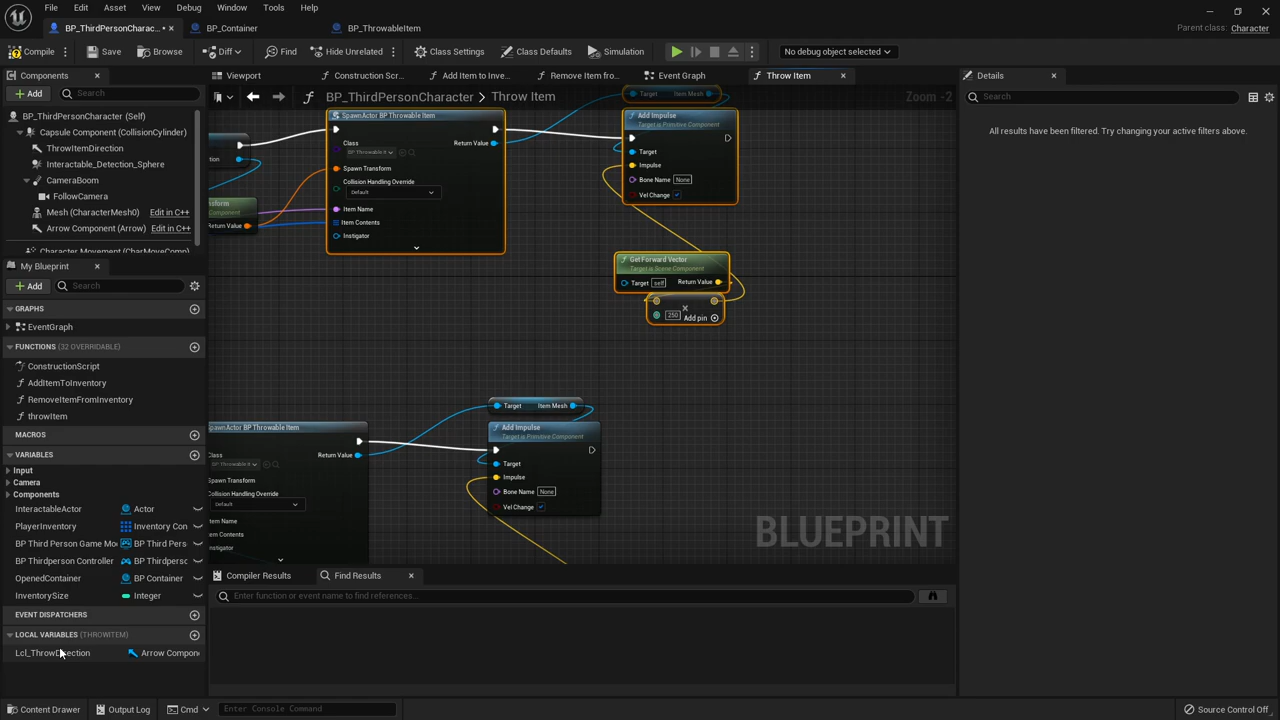 File Edit Asset View Debug Window Tools Help
BP_ThirdPersonCharac... • × BP_Container BP_ThrowableItem Parent class: Character
Compile Save Browse Diff Find Hide Unrelated Class Settings Class Defaults Simulation No debug object selected
Components × Viewport Construction Scr... Add Item to Inve... Remove Item fro... Event Graph Throw Item × Details ×
+ Add Search BP_ThirdPersonCharacter > Throw Item Zoom -2 Search
BP_ThirdPersonCharacter (Self)
Capsule Component (CollisionCylinder)
ThrowItemDirection
Interactable_Detection_Sphere
CameraBoom
FollowCamera
Mesh (CharacterMesh0) Edit in C++
Arrow Component (Arrow) Edit in C++
Character Movement (CharMoveComp)
All results have been filtered. Try changing your active filters above.
SpawnActor BP Throwable Item
Class
BP Throwable It
Return Value
Spawn Transform
Collision Handling Override
Default
Item Name
Item Contents
Instigator
Return Value
Target Item Mesh
Add Impulse
Target is Primitive Component
Target
Impulse
Bone Name None
Vel Change
Get Forward Vector
Target is Scene Component
Target self Return Value
250 Add pin
My Blueprint ×
+ Add Search
GRAPHS
EventGraph
FUNCTIONS (32 OVERRIDABLE)
ConstructionScript
AddItemToInventory
RemoveItemFromInventory
throwItem
MACROS
VARIABLES
Input
Camera
Components
InteractableActor Actor
PlayerInventory Inventory Con
BP Third Person Game Mo BP Third Pers
BP Thirdperson Controller BP Thirdperso
OpenedContainer BP Container
InventorySize Integer
EVENT DISPATCHERS
LOCAL VARIABLES (THROWITEM)
Lcl_ThrowDirection Arrow Compon
pawnActor BP Throwable Item
Class
BP Throwable It
Return Value
Spawn Transform
Collision Handling Override
Default
Item Name
Item Contents
Instigator
Target Item Mesh
Add Impulse
Target is Primitive Component
Target
Impulse
Bone Name None
Vel Change
BLUEPRINT
Compiler Results Find Results ×
Enter function or event name to find references...
Content Drawer Output Log Cmd Enter Console Command Source Control Off